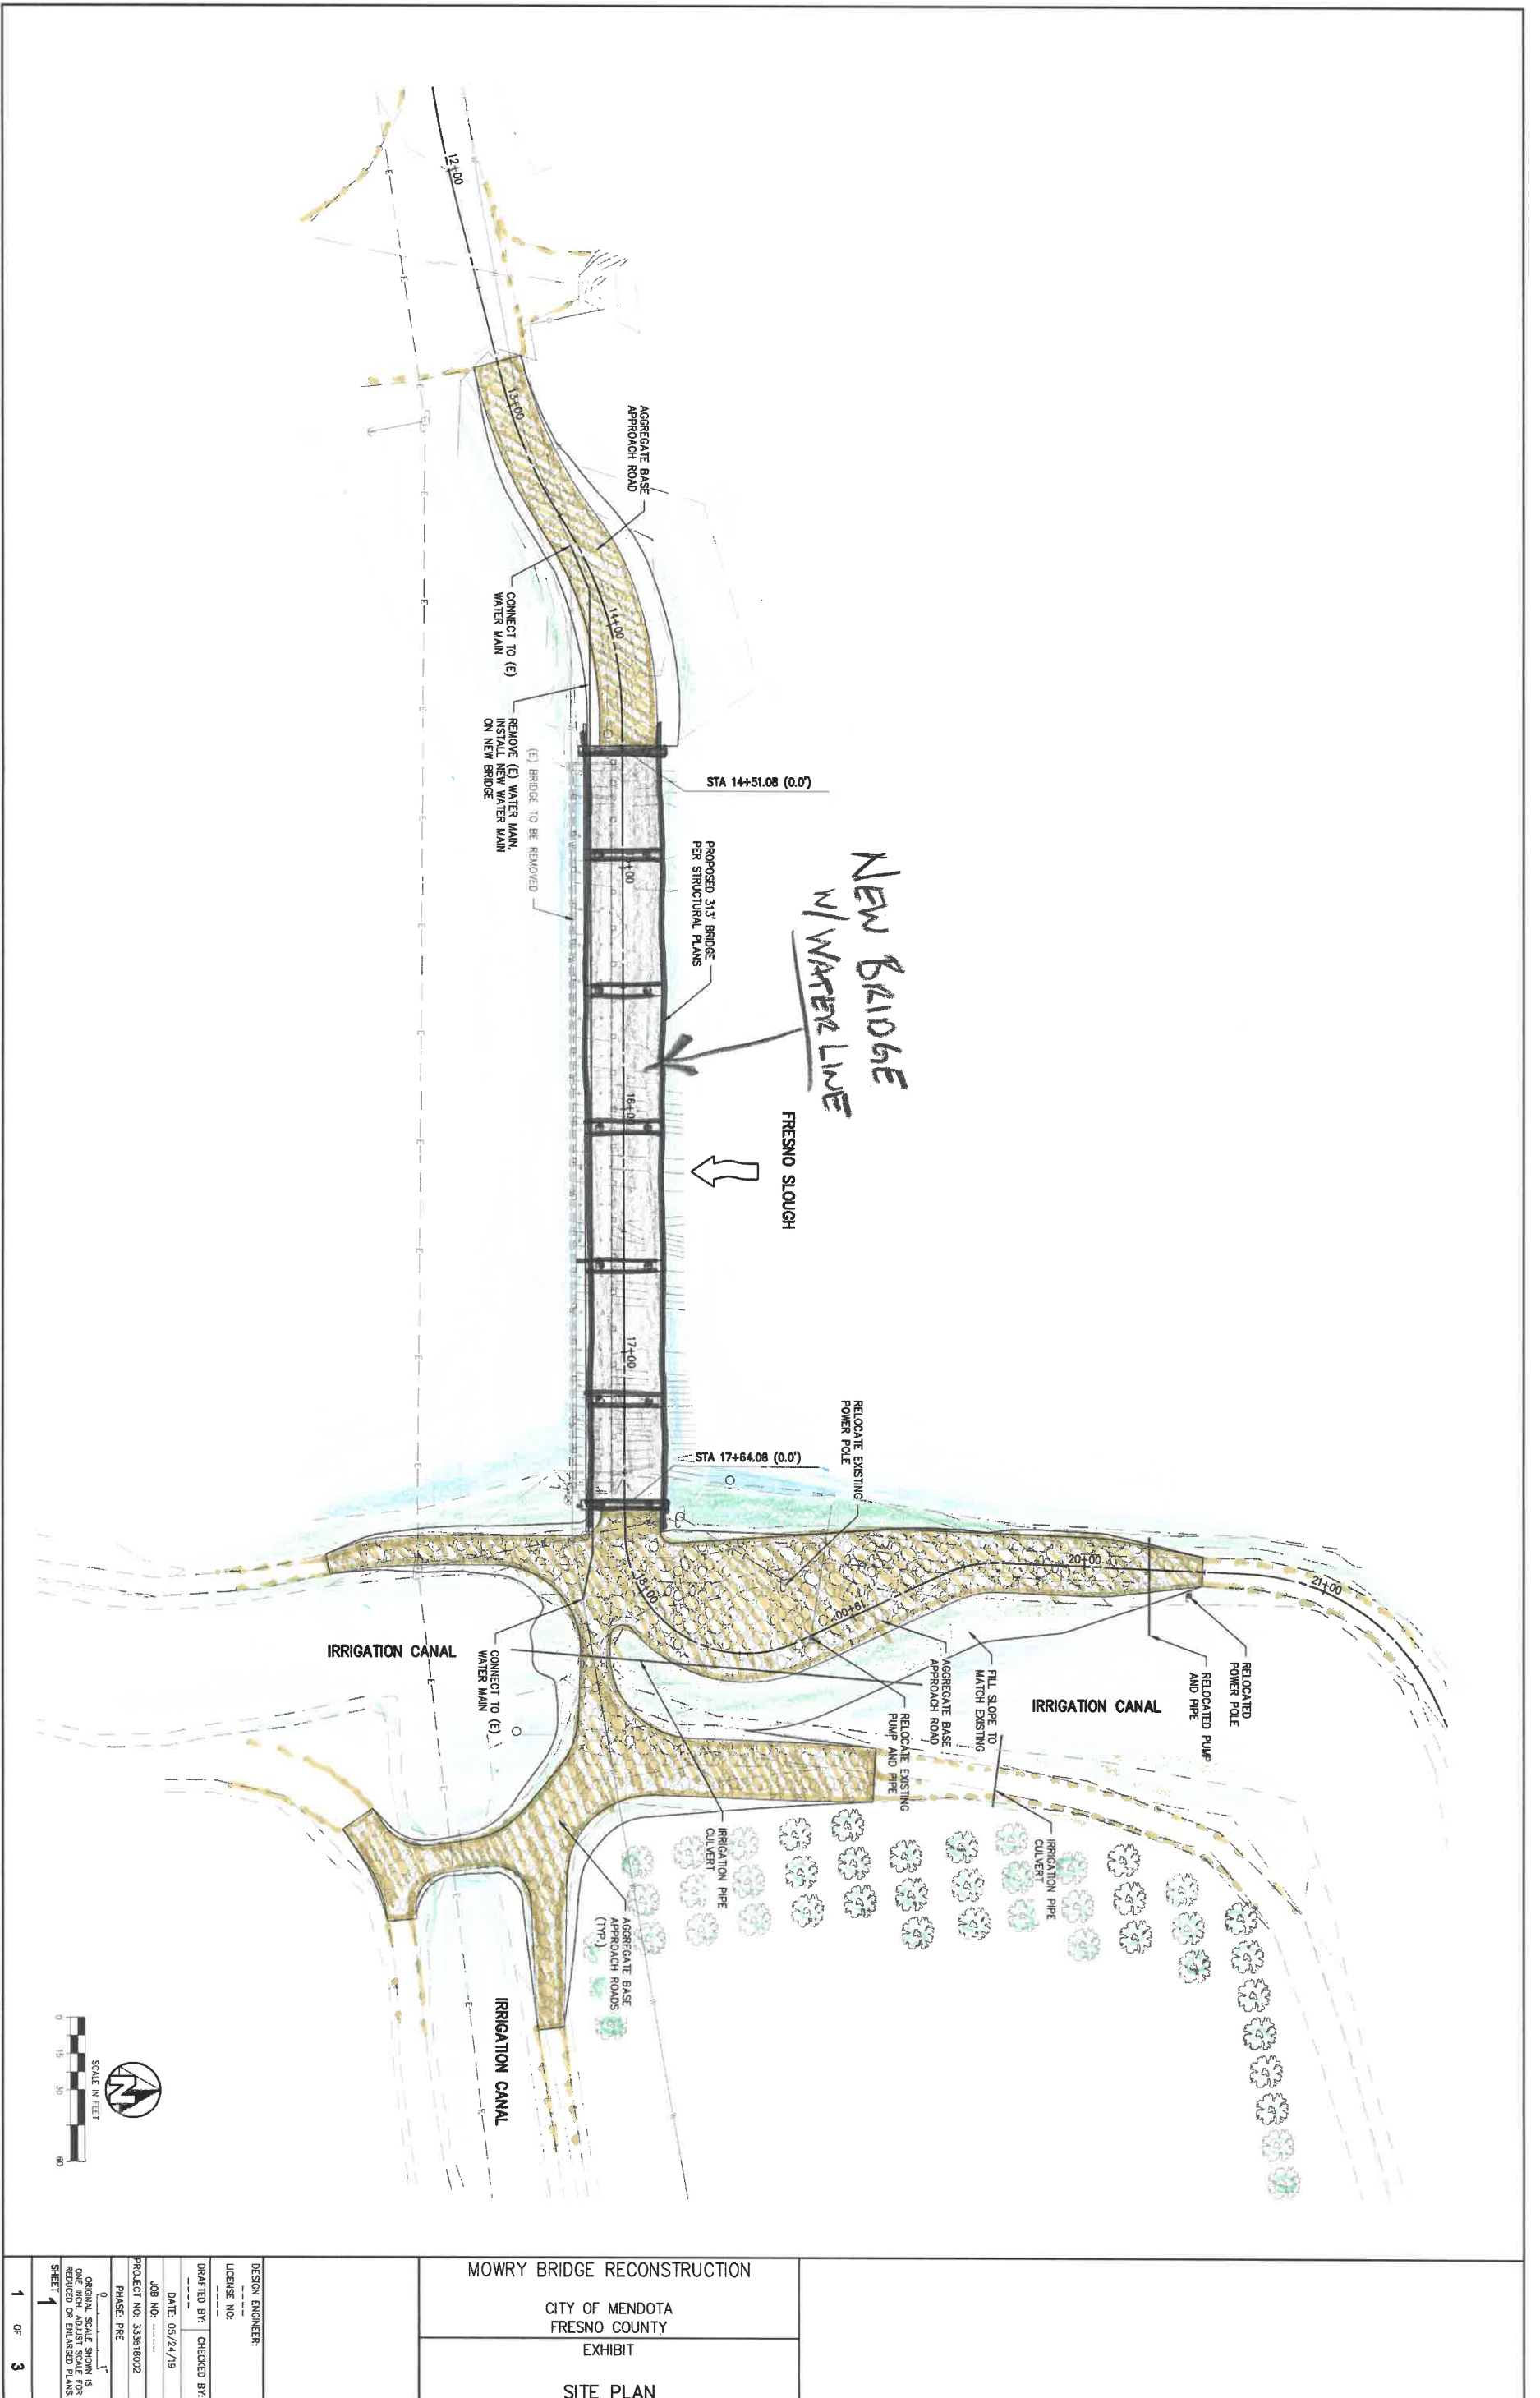 12+00
13+00
AGGREGATE BASE
APPROACH ROAD
14+00
CONNECT TO (E)
WATER MAIN
REMOVE (E) WATER MAIN,
INSTALL NEW WATER MAIN
ON NEW BRIDGE
(E) BRIDGE TO BE REMOVED
STA 14+51.08 (0.0')
PROPOSED 313' BRIDGE
PER STRUCTURAL PLANS
NEW BRIDGE
W/ WATER LINE
FRESNO SLOUGH
16+00
17+00
STA 17+64.08 (0.0')
RELOCATE EXISTING
POWER POLE
18+00
19+00
20+00
21+00
IRRIGATION CANAL
CONNECT TO (E)
WATER MAIN
AGGREGATE BASE
APPROACH ROAD
FILL SLOPE TO
MATCH EXISTING
RELOCATE EXISTING
PUMP AND PIPE
IRRIGATION CANAL
RELOCATED
POWER POLE
RELOCATED PUMP
AND PIPE
IRRIGATION PIPE
CULVERT
IRRIGATION PIPE
CULVERT
AGGREGATE BASE
APPROACH ROADS
(TYP.)
IRRIGATION CANAL
N
SCALE IN FEET
0 15 30 60
MOWRY BRIDGE RECONSTRUCTION
CITY OF MENDOTA
FRESNO COUNTY
EXHIBIT
SITE PLAN
DESIGN ENGINEER:
----
LICENSE NO:
----
DRAFTED BY: CHECKED BY:
----
DATE: 05/24/19
JOB NO: ----
PROJECT NO: 333618002
PHASE: PRE
0 1"
ORIGINAL SCALE SHOWN IS
ONE INCH. ADJUST SCALE FOR
REDUCED OR ENLARGED PLANS.
SHEET 1
1 OF 3